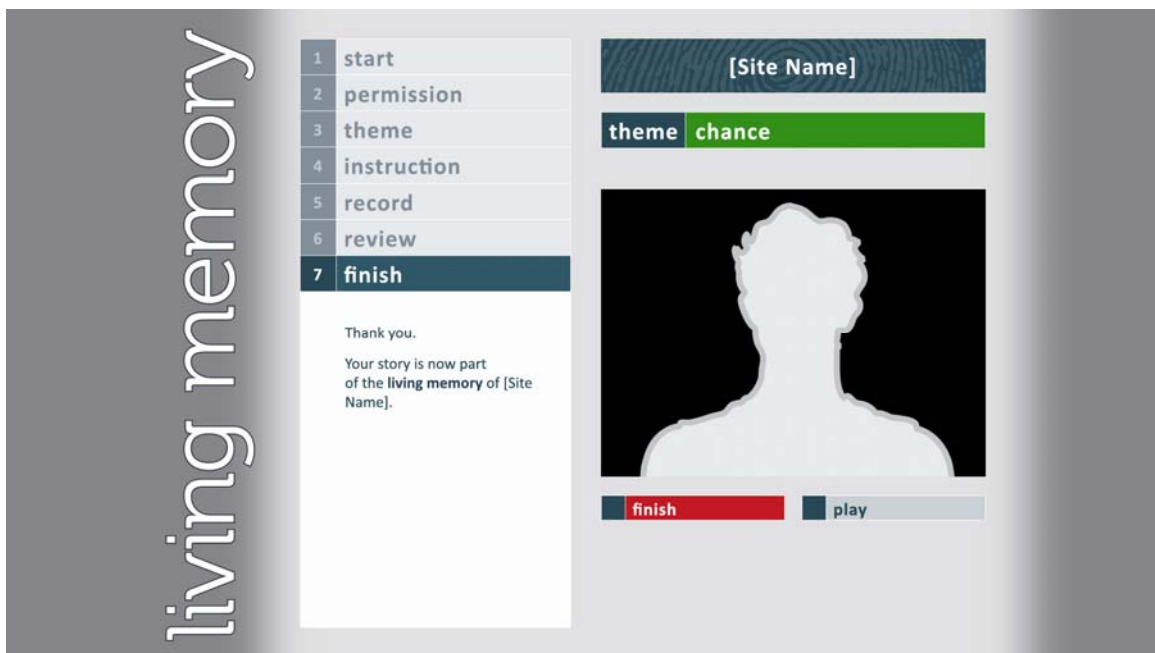 living memory
1 start
2 permission
3 theme
4 instruction
5 record
6 review
7 finish
Thank you.
Your story is now part
of the living memory of [Site
Name].
[Site Name]
theme chance
finish
play